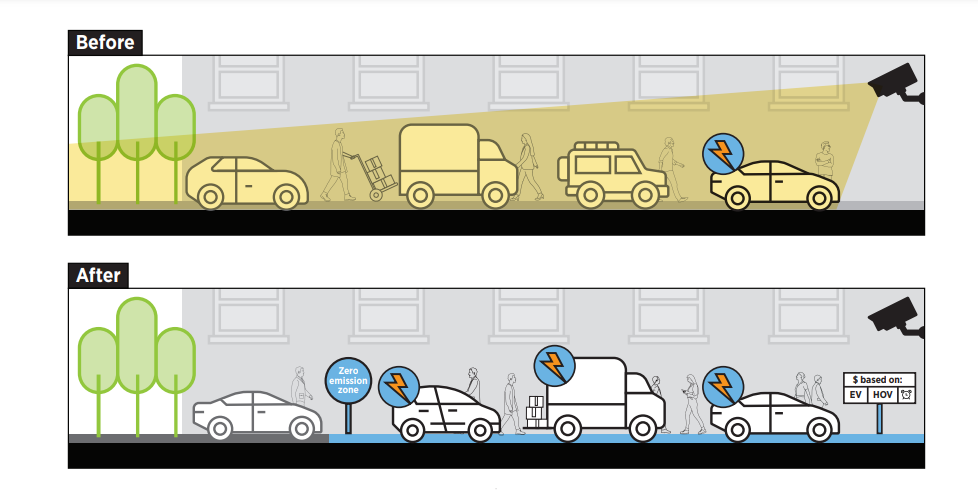 Before
After
Zero
emission
zone
$ based on:
EV HOV